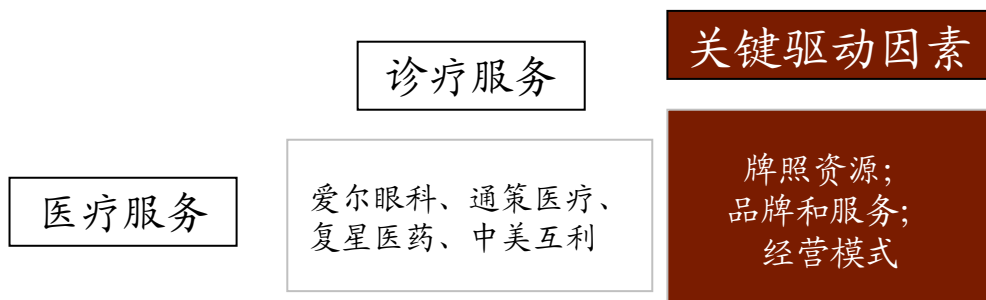 关键驱动因素
诊疗服务
医疗服务
爱尔眼科、通策医疗、
复星医药、中美互利
牌照资源;
品牌和服务;
经营模式